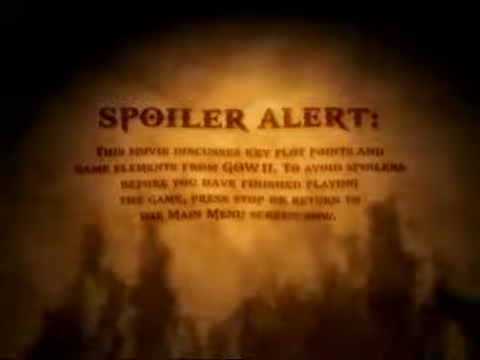 SPOILER ALERT:
THIS MOVIE DISCUSSES KEY PLOT POINTS AND
GAME ELEMENTS FROM GOW II. TO AVOID SPOILERS
BEFORE YOU HAVE FINISHED PLAYING
THE GAME, PRESS STOP OR RETURN TO
THE MAIN MENU SCREEN NOW.